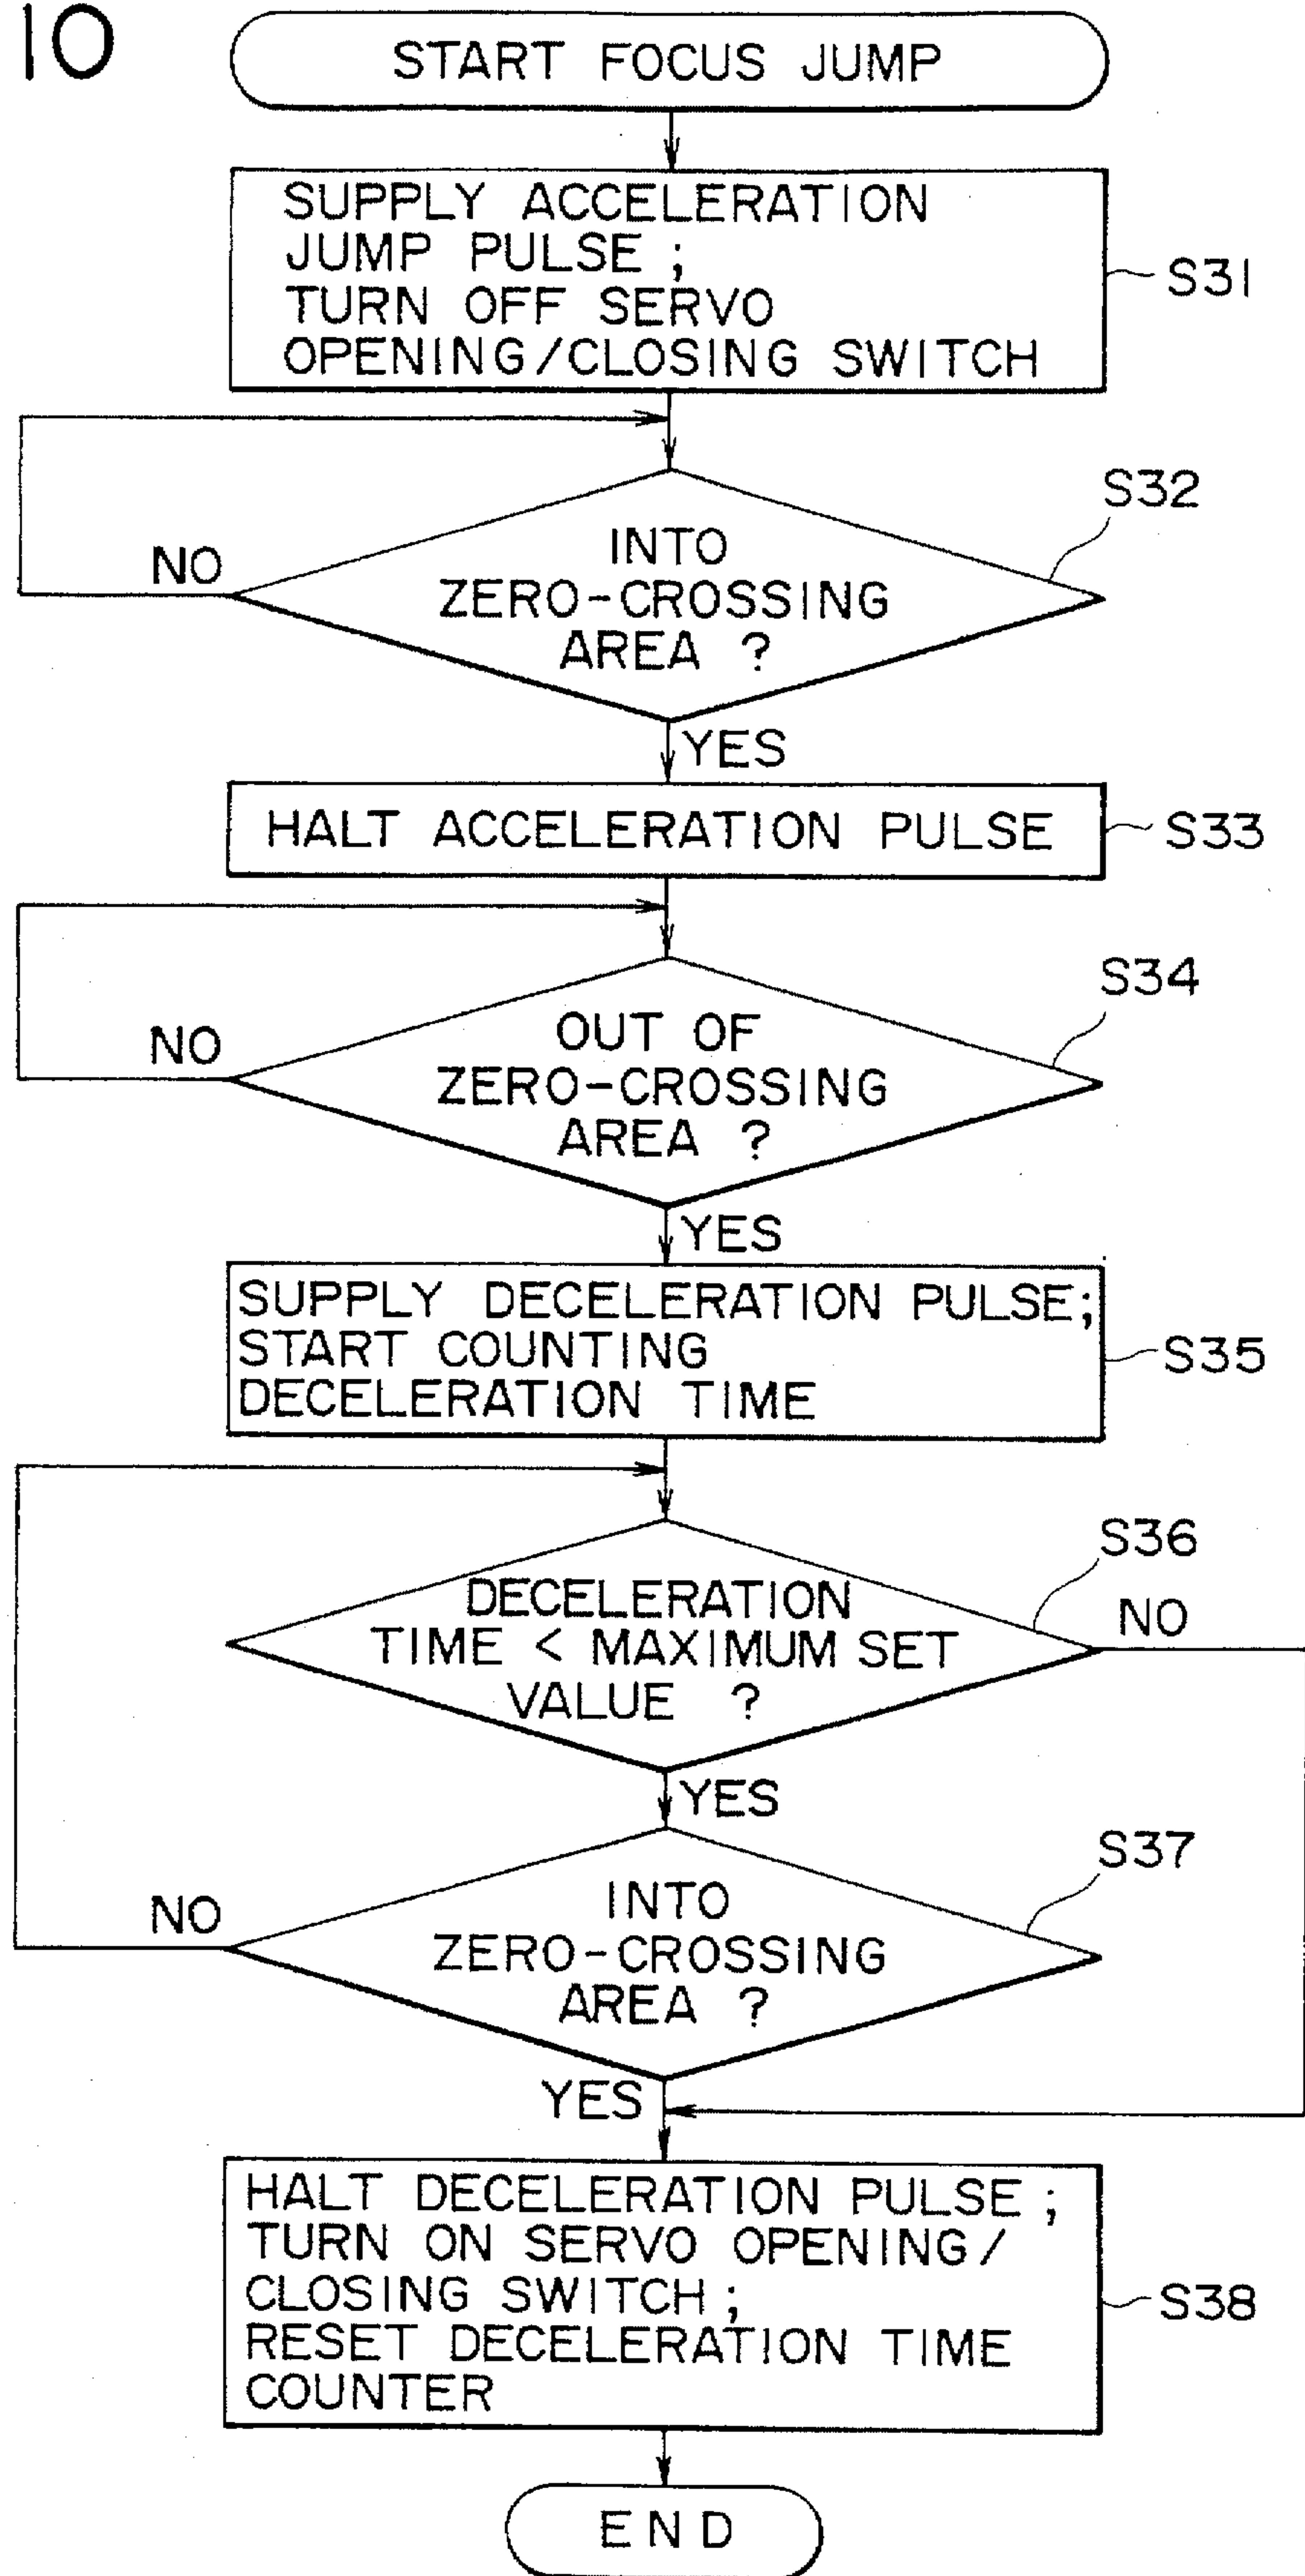 10
START FOCUS JUMP
SUPPLY ACCELERATION
JUMP PULSE ;
TURN OFF SERVO
OPENING/CLOSING SWITCH
S31
S32
INTO
ZERO-CROSSING
AREA ?
NO
YES
HALT ACCELERATION PULSE
S33
S34
OUT OF
ZERO-CROSSING
AREA ?
NO
YES
SUPPLY DECELERATION PULSE;
START COUNTING
DECELERATION TIME
S35
S36
DECELERATION
TIME < MAXIMUM SET
VALUE ?
NO
YES
S37
INTO
ZERO-CROSSING
AREA ?
NO
YES
HALT DECELERATION PULSE ;
TURN ON SERVO OPENING/
CLOSING SWITCH ;
RESET DECELERATION TIME
COUNTER
S38
END